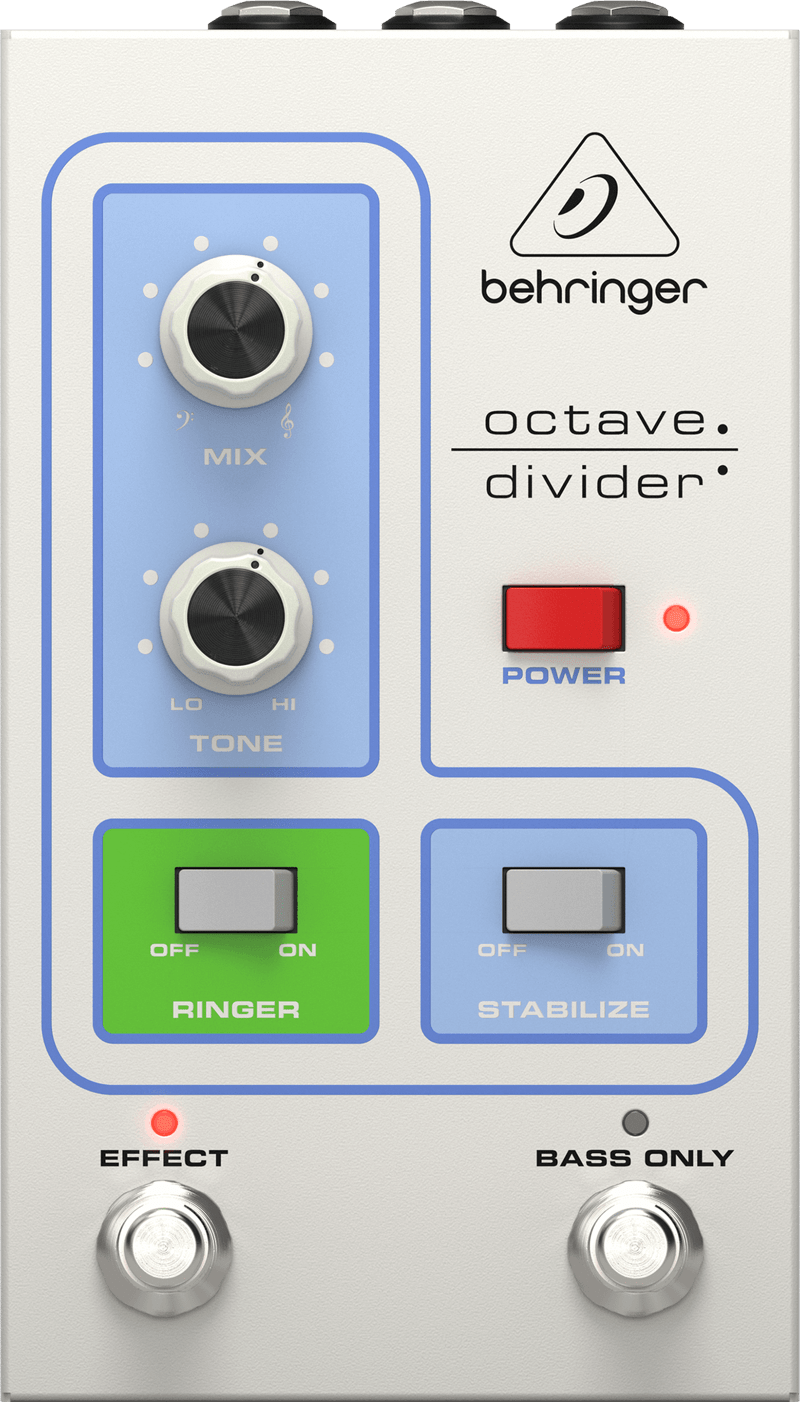 behringer
octave.
divider
MIX
LO HI
TONE
POWER
OFF ON
RINGER
OFF ON
STABILIZE
EFFECT
BASS ONLY